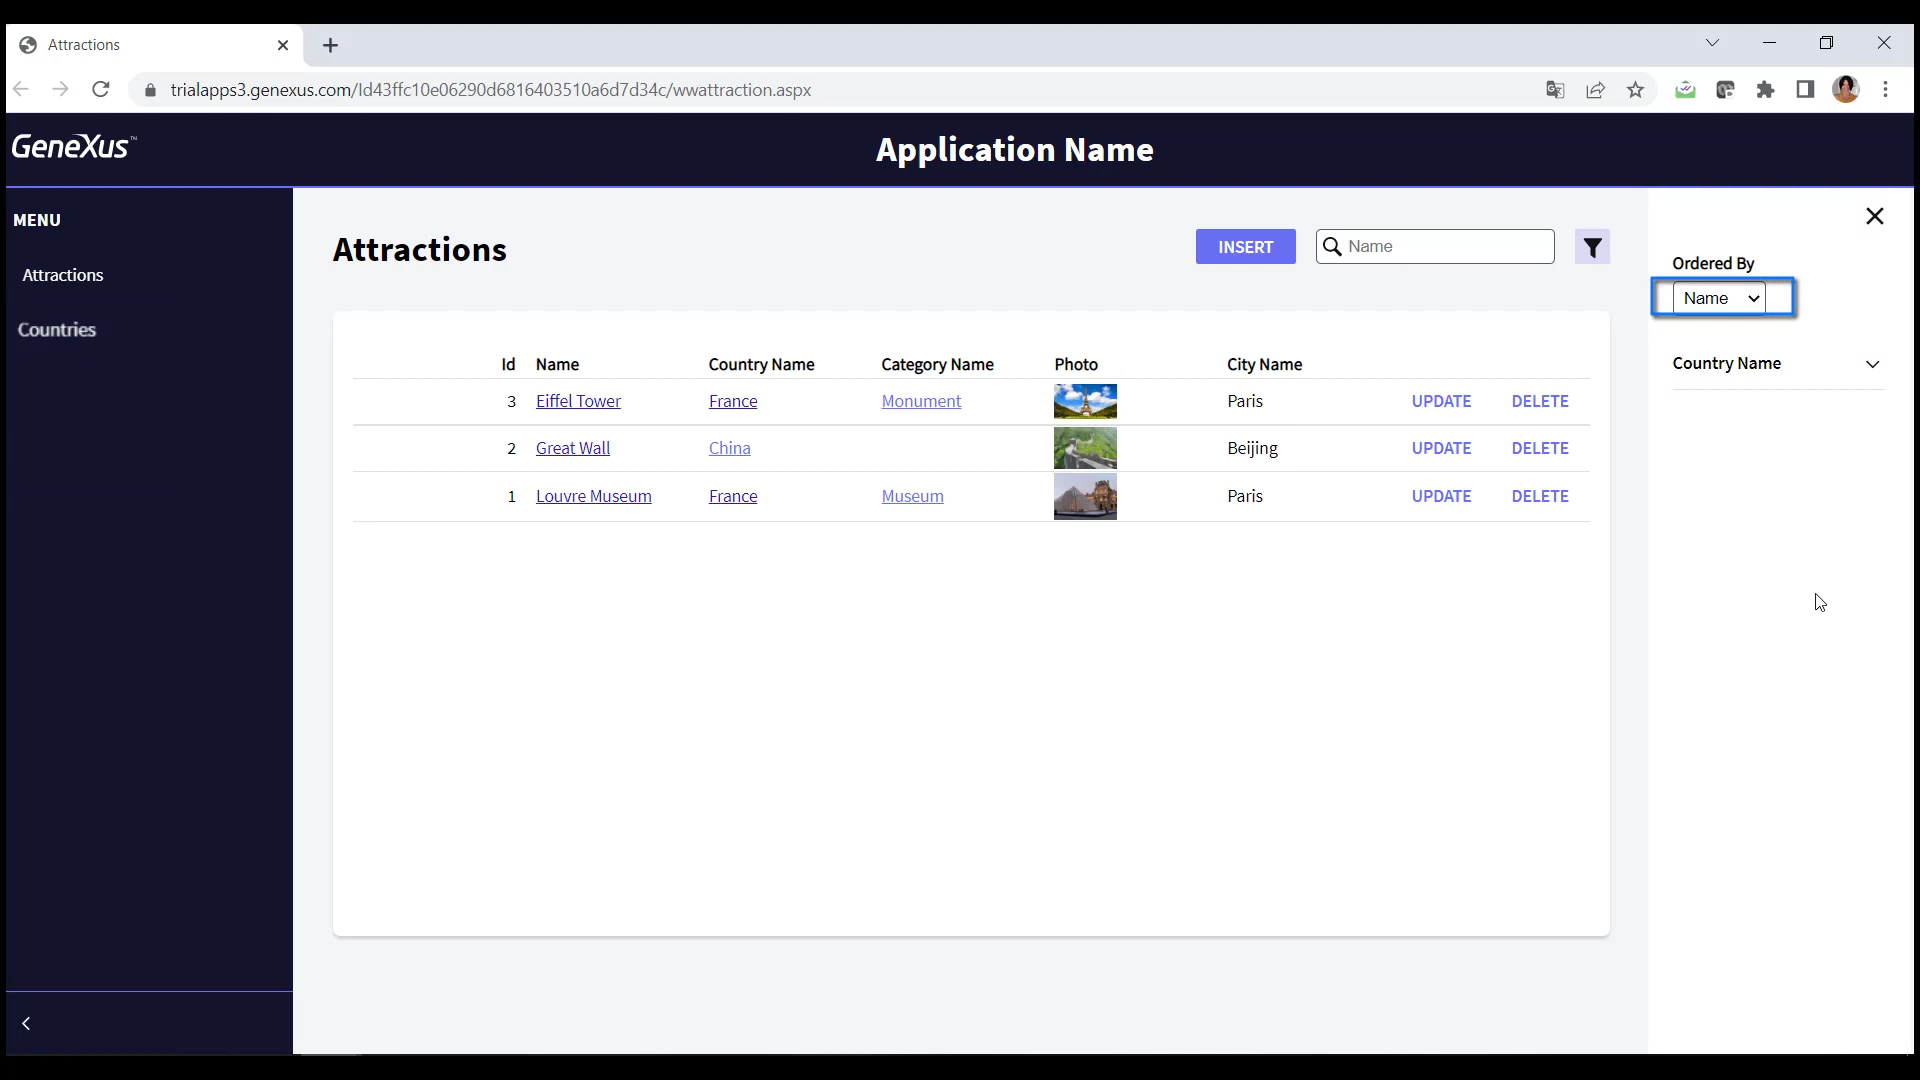 Attractions
trialapps3.genexus.com/Id43ffc10e06290d6816403510a6d7d34c/wwattraction.aspx
GeneXus™
Application Name
MENU
Attractions
Countries
Attractions
INSERT
Name
Ordered By
Name
Country Name
Id Name Country Name Category Name Photo City Name
3 Eiffel Tower France Monument Paris UPDATE DELETE
2 Great Wall China Beijing UPDATE DELETE
1 Louvre Museum France Museum Paris UPDATE DELETE